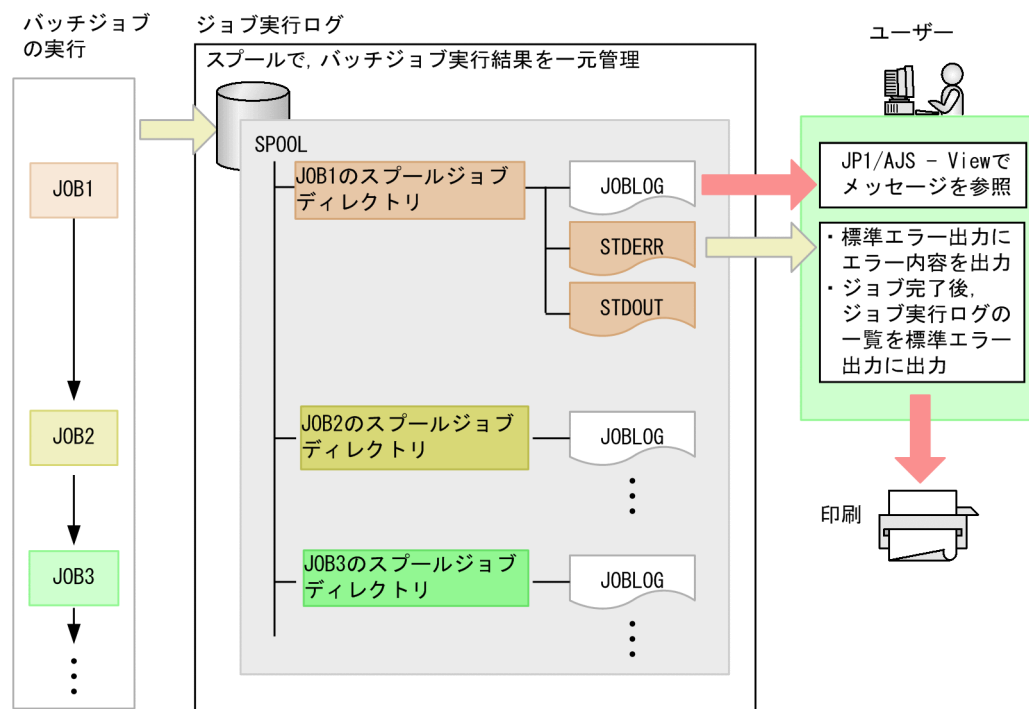 バッチジョブ
の実行
JOB1
JOB2
JOB3
ジョブ実行ログ
スプールで，バッチジョブ実行結果を一元管理
SPOOL
JOB1のスプールジョブ
ディレクトリ
JOBLOG
STDERR
STDOUT
JOB2のスプールジョブ
ディレクトリ
JOBLOG
JOB3のスプールジョブ
ディレクトリ
JOBLOG
ユーザー
JP1/AJS - Viewで
メッセージを参照
・標準エラー出力に
エラー内容を出力
・ジョブ完了後，
ジョブ実行ログの
一覧を標準エラー
出力に出力
印刷